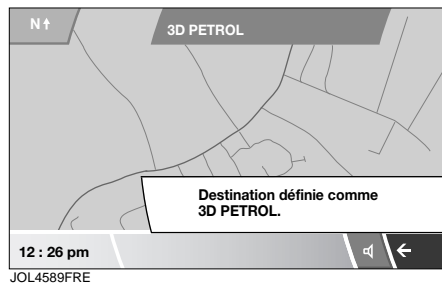 N
3D PETROL
Destination définie comme
3D PETROL.
12 : 26 pm
JOL4589FRE